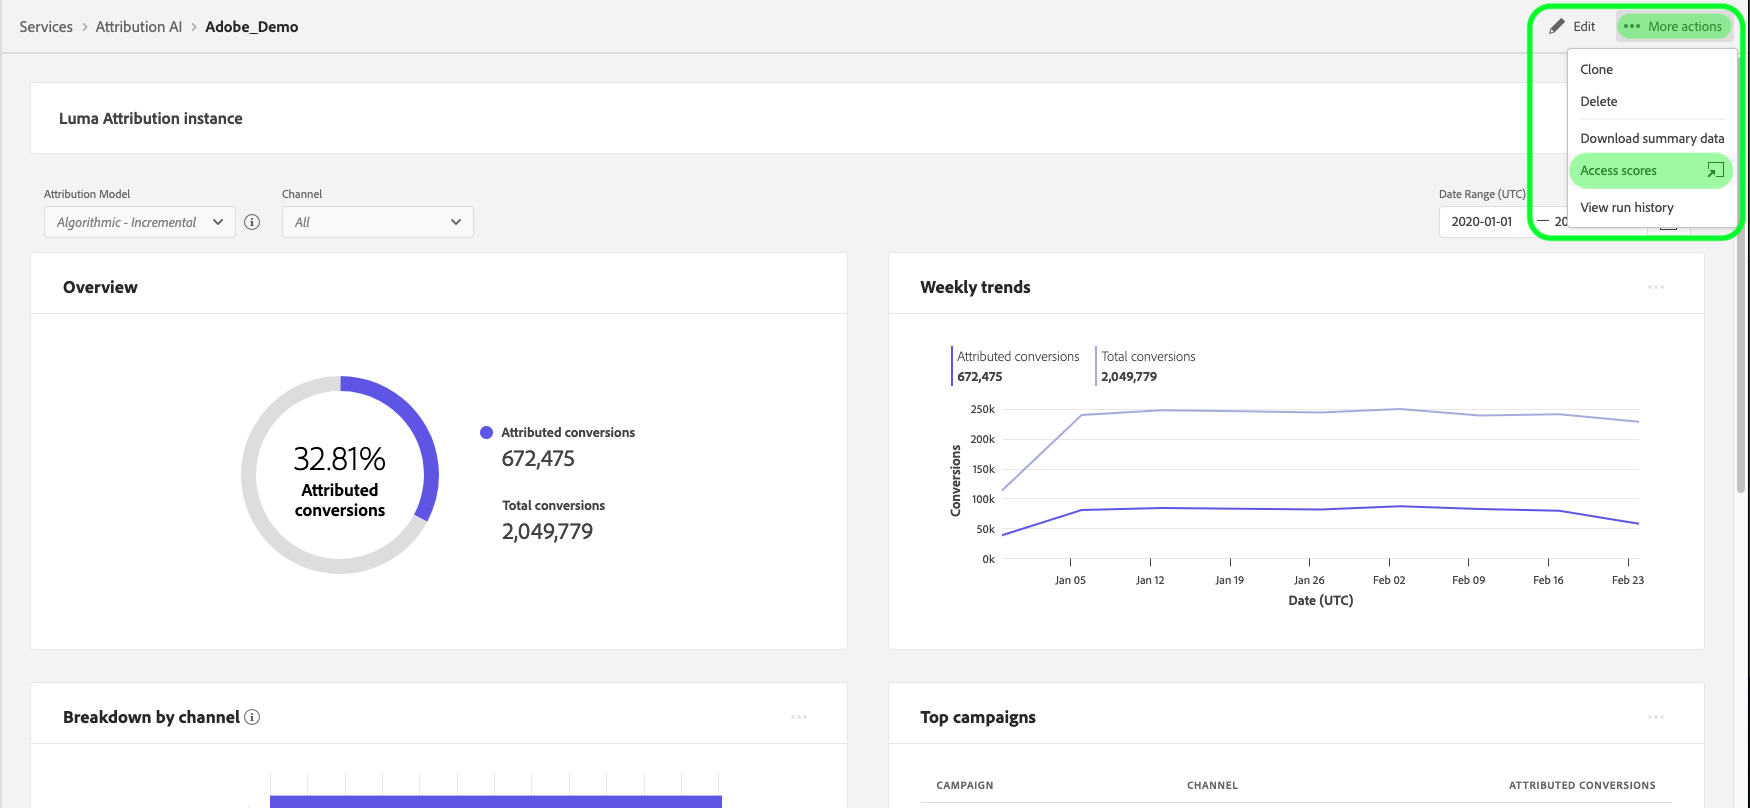 Services > Attribution AI > Adobe_Demo
Edit
More actions
Clone
Delete
Download summary data
Access scores
View run history
Luma Attribution instance
Attribution Model
Algorithmic - Incremental
Channel
All
Date Range (UTC)
2020-01-01 — 20
Overview
32.81%
Attributed
conversions
Attributed conversions
672,475
Total conversions
2,049,779
Weekly trends
Attributed conversions
672,475
Total conversions
2,049,779
250k
200k
150k
100k
50k
0k
Conversions
Jan 05 Jan 12 Jan 19 Jan 26 Feb 02 Feb 09 Feb 16 Feb 23
Date (UTC)
Breakdown by channel
Top campaigns
CAMPAIGN CHANNEL ATTRIBUTED CONVERSIONS